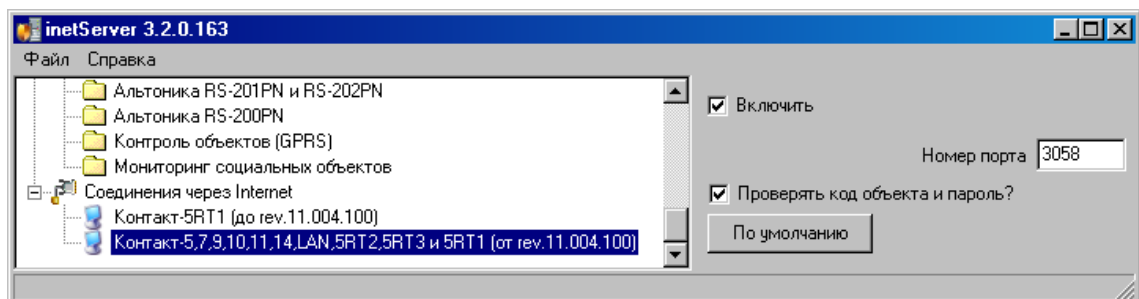 inetServer 3.2.0.163
Файл Справка
Альтоника RS-201PN и RS-202PN
Альтоника RS-200PN
Контроль объектов (GPRS)
Мониторинг социальных объектов
Соединения через Internet
Контакт-5RT1 (до rev.11.004.100)
Контакт-5,7,9,10,11,14,LAN,5RT2,5RT3 и 5RT1 (от rev.11.004.100)
Включить
Номер порта 3058
Проверять код объекта и пароль?
По умолчанию